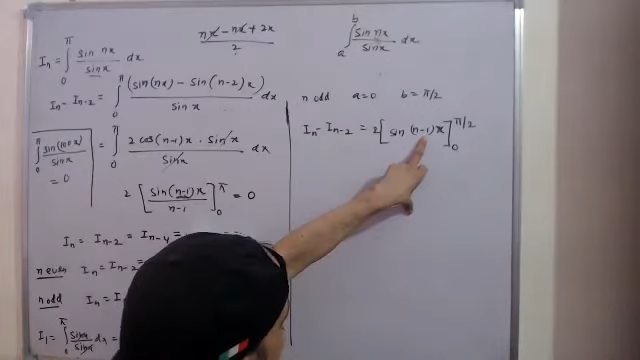 I_n = ∫_0^π sin nx / sin x dx
nx - nx + 2x / 2
I_n - I_{n-2} = ∫_0^π (sin(nx) - sin(n-2)x) / sin x dx
∫_0^π sin(100x) / sin x = 0
= ∫_0^π 2 cos(n-1)x · sin x / sin x dx
2 [ sin(n-1)x / n-1 ]_0^π = 0
I_n = I_{n-2} = I_{n-4} =
n even I_n = I_{n-2} =
n odd I_n = I
I_1 = ∫_0^π sin x / sin x dx =
∫_a^b sin nx / sin x dx
n odd a=0 b = π/2
I_n - I_{n-2} = 2 [ sin (n-1)x ]_0^{π/2}